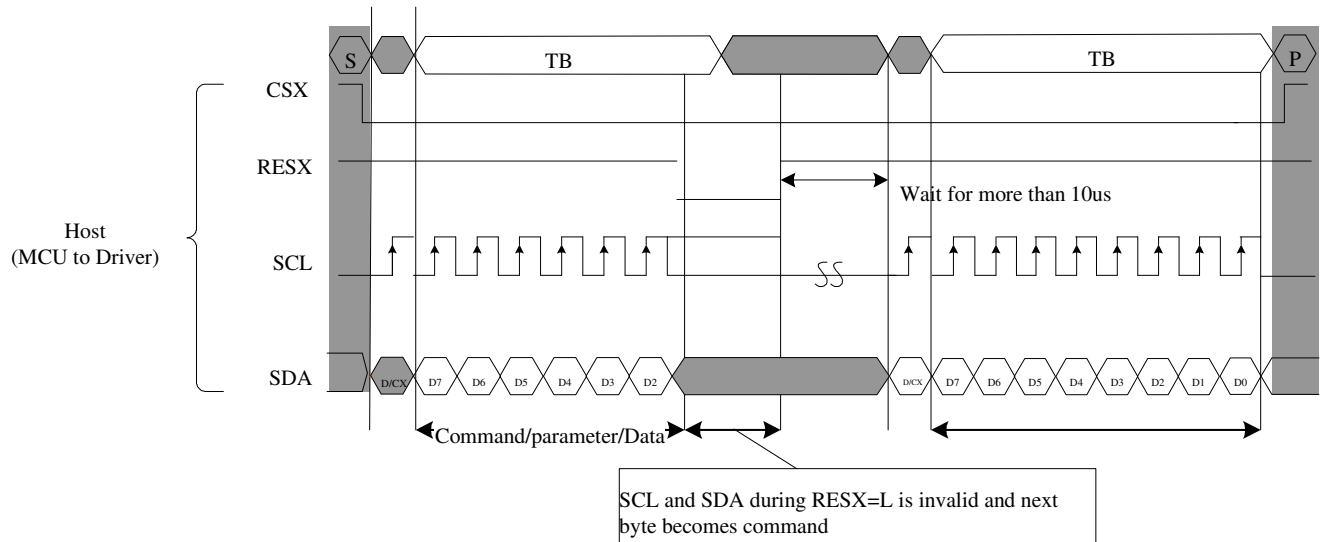 S
TB
TB
P
CSX
RESX
Wait for more than 10us
Host
(MCU to Driver)
SCL
SDA
D/CX
D7
D6
D5
D4
D3
D2
D/CX
D7
D6
D5
D4
D3
D2
D1
D0
Command/parameter/Data
SCL and SDA during RESX=L is invalid and next
byte becomes command